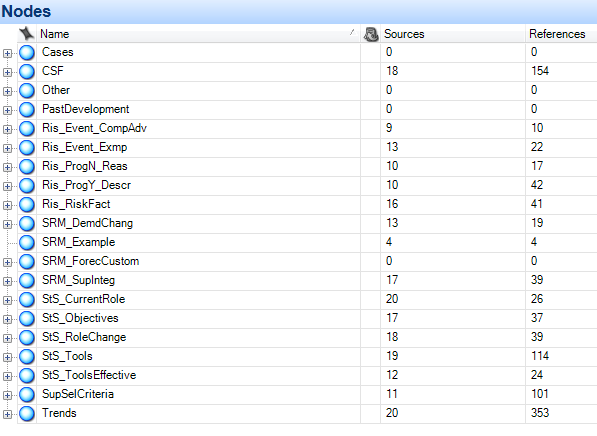 Nodes
Name Sources References
Cases 0 0
CSF 18 154
Other 0 0
PastDevelopment 0 0
Ris_Event_CompAdv 9 10
Ris_Event_Exmp 13 22
Ris_ProgN_Reas 10 17
Ris_ProgY_Descr 10 42
Ris_RiskFact 16 41
SRM_DemdChang 13 19
SRM_Example 4 4
SRM_ForecCustom 0 0
SRM_SupInteg 17 39
StS_CurrentRole 20 26
StS_Objectives 17 37
StS_RoleChange 18 39
StS_Tools 19 114
StS_ToolsEffective 12 24
SupSelCriteria 11 101
Trends 20 353